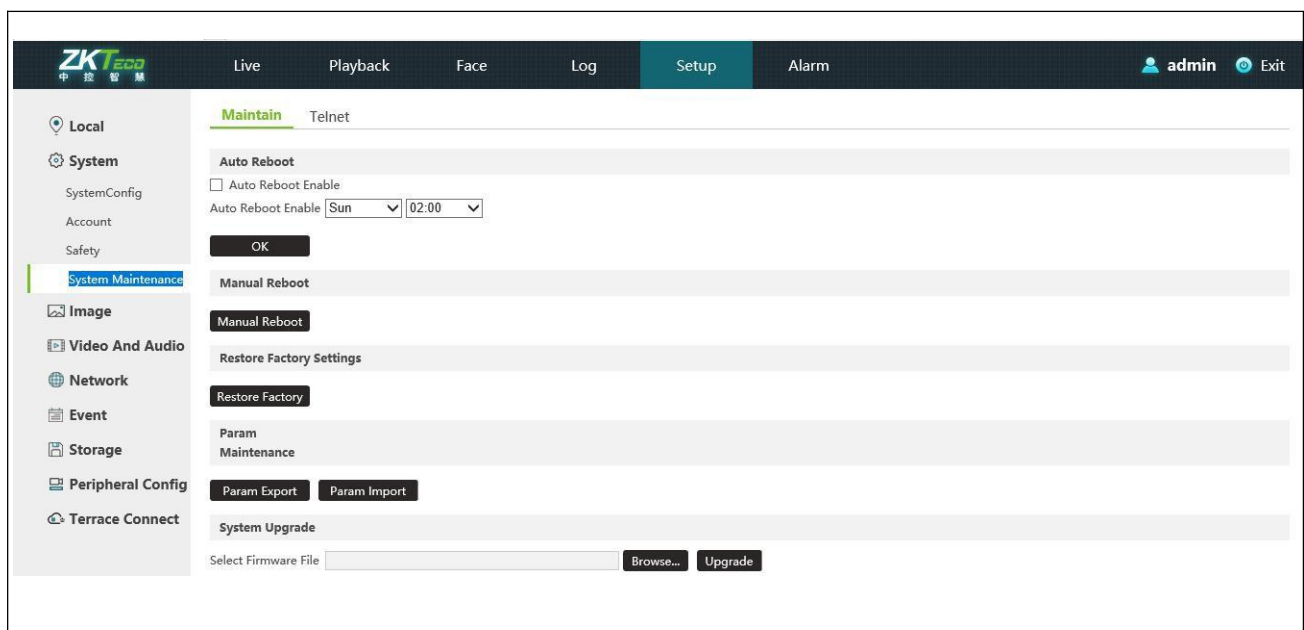 ZKTeco
中控智慧
Live Playback Face Log Setup Alarm admin Exit
Local
System
SystemConfig
Account
Safety
System Maintenance
Image
Video And Audio
Network
Event
Storage
Peripheral Config
Terrace Connect
Maintain Telnet
Auto Reboot
Auto Reboot Enable
Auto Reboot Enable Sun 02:00
OK
Manual Reboot
Manual Reboot
Restore Factory Settings
Restore Factory
Param
Maintenance
Param Export Param Import
System Upgrade
Select Firmware File Browse... Upgrade